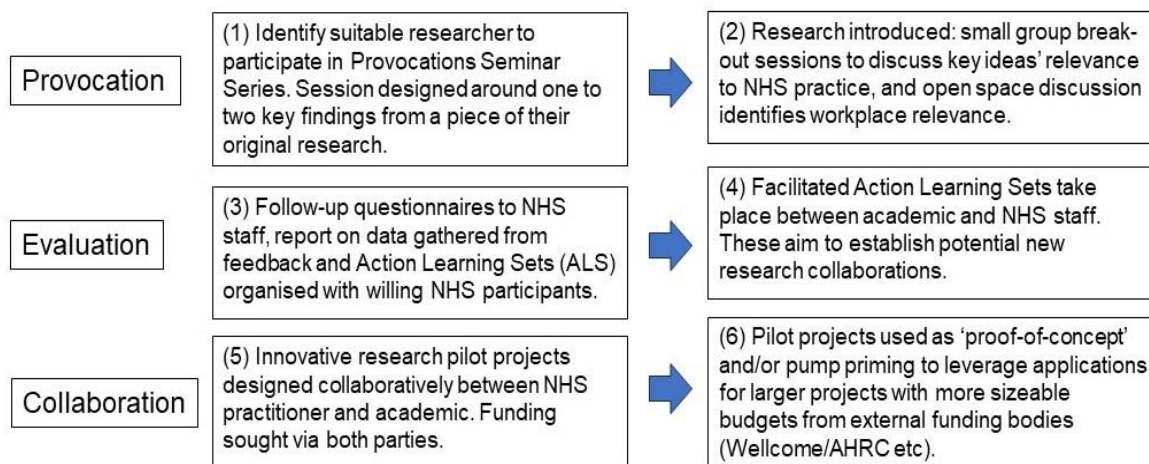 Provocation
(1) Identify suitable researcher to
participate in Provocations Seminar
Series. Session designed around one to
two key findings from a piece of their
original research.
(2) Research introduced: small group break-
out sessions to discuss key ideas' relevance
to NHS practice, and open space discussion
identifies workplace relevance.
Evaluation
(3) Follow-up questionnaires to NHS
staff, report on data gathered from
feedback and Action Learning Sets (ALS)
organised with willing NHS participants.
(4) Facilitated Action Learning Sets take
place between academic and NHS staff.
These aim to establish potential new
research collaborations.
Collaboration
(5) Innovative research pilot projects
designed collaboratively between NHS
practitioner and academic. Funding
sought via both parties.
(6) Pilot projects used as 'proof-of-concept'
and/or pump priming to leverage applications
for larger projects with more sizeable
budgets from external funding bodies
(Wellcome/AHRC etc).